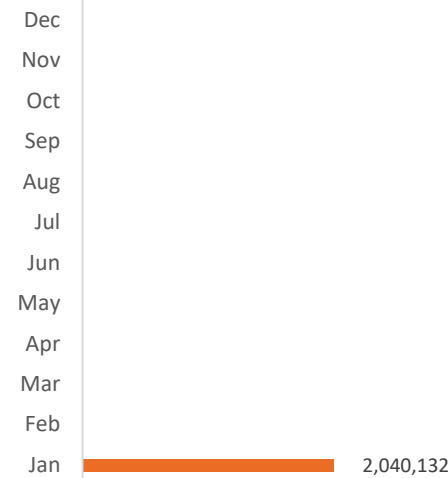 Dec
Nov
Oct
Sep
Aug
Jul
Jun
May
Apr
Mar
Feb
Jan 2,040,132